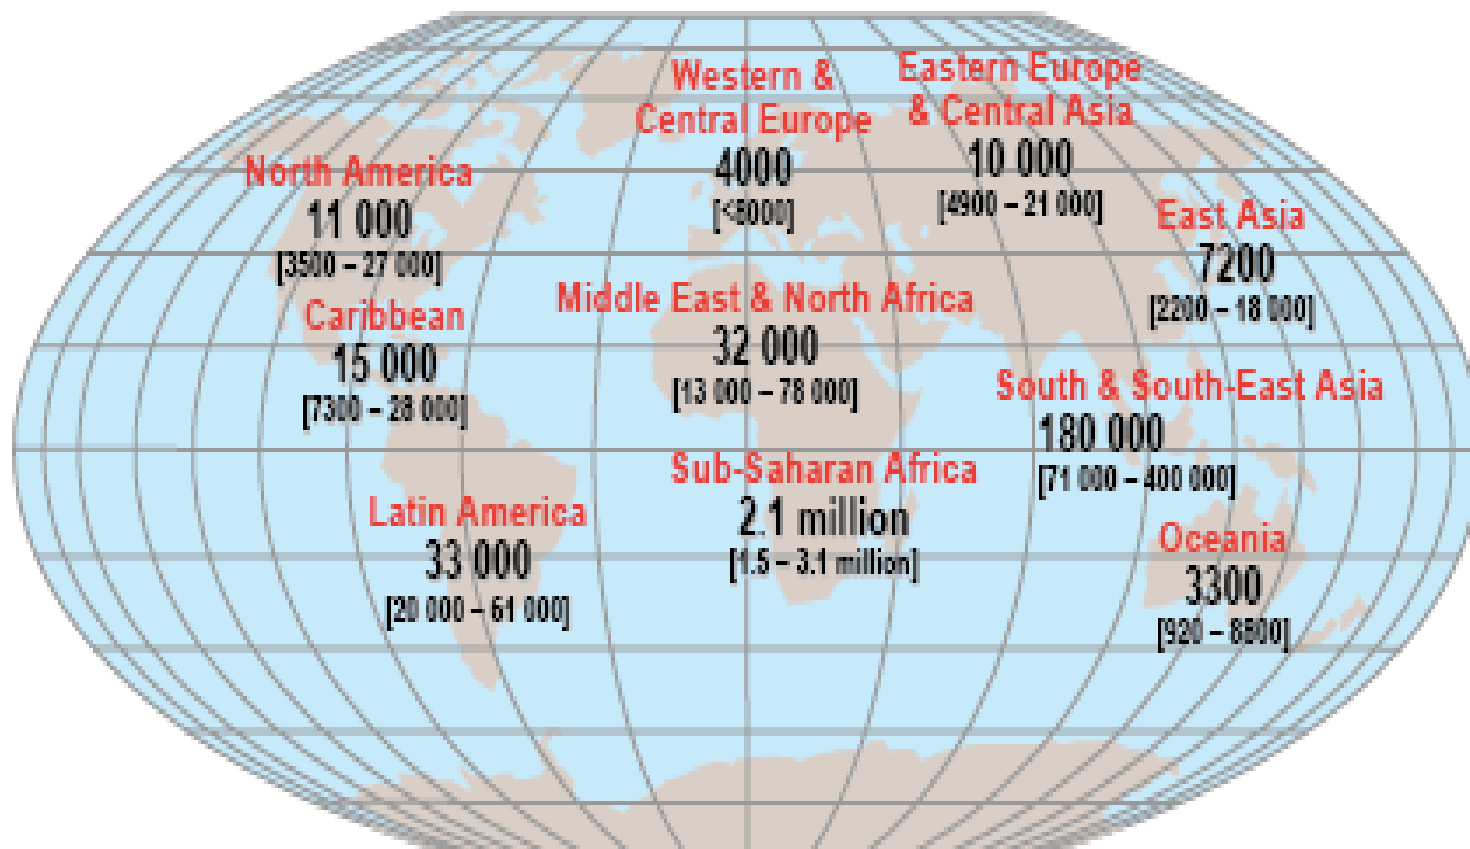 Western &
Central Europe
4000
[<8000]
Eastern Europe
& Central Asia
10 000
[4900 – 21 000]
North America
11 000
[3500 – 27 000]
East Asia
7200
[2200 – 18 000]
Caribbean
15 000
[7300 – 28 000]
Middle East & North Africa
32 000
[13 000 – 78 000]
South & South-East Asia
180 000
[71 000 – 400 000]
Sub-Saharan Africa
2.1 million
[1.5 – 3.1 million]
Latin America
33 000
[20 000 – 61 000]
Oceania
3300
[920 – 8800]